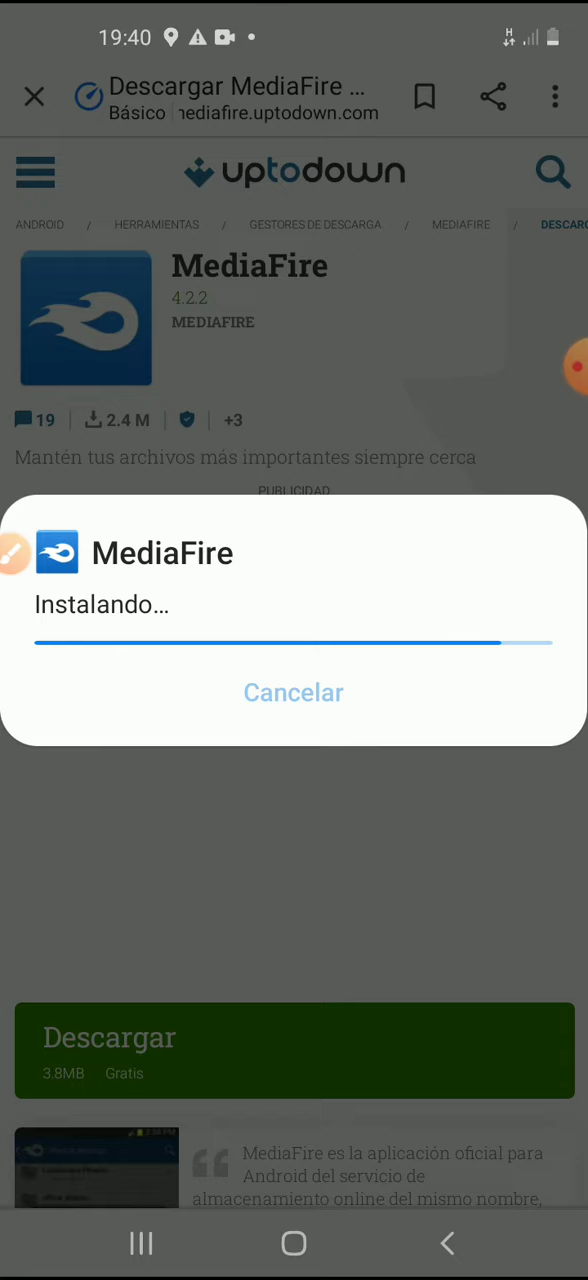 19:40
H
Descargar MediaFire ...
Básico
nediafire.uptodown.com
uptodown
ANDROID / HERRAMIENTAS / GESTORES DE DESCARGA / MEDIAFIRE / DESCARG
MediaFire
4.2.2
MEDIAFIRE
19 2.4 M +3
Mantén tus archivos más importantes siempre cerca
PUBLICIDAD
MediaFire
Instalando...
Cancelar
Descargar
3.8MB Gratis
MediaFire es la aplicación oficial para
Android del servicio de
almacenamiento online del mismo nombre,